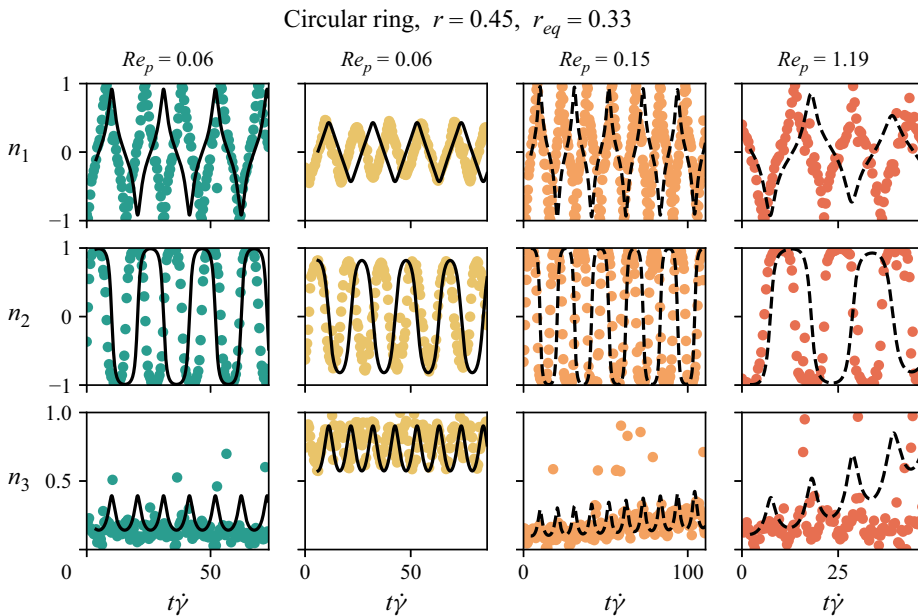 Circular ring, r = 0.45, r_eq = 0.33
Re_p = 0.06 Re_p = 0.06 Re_p = 0.15 Re_p = 1.19
1
n_1 0
−1
1
n_2 0
−1
1.0
n_3 0.5
0 50 0 50 0 100 0 25
tγ̇ tγ̇ tγ̇ tγ̇